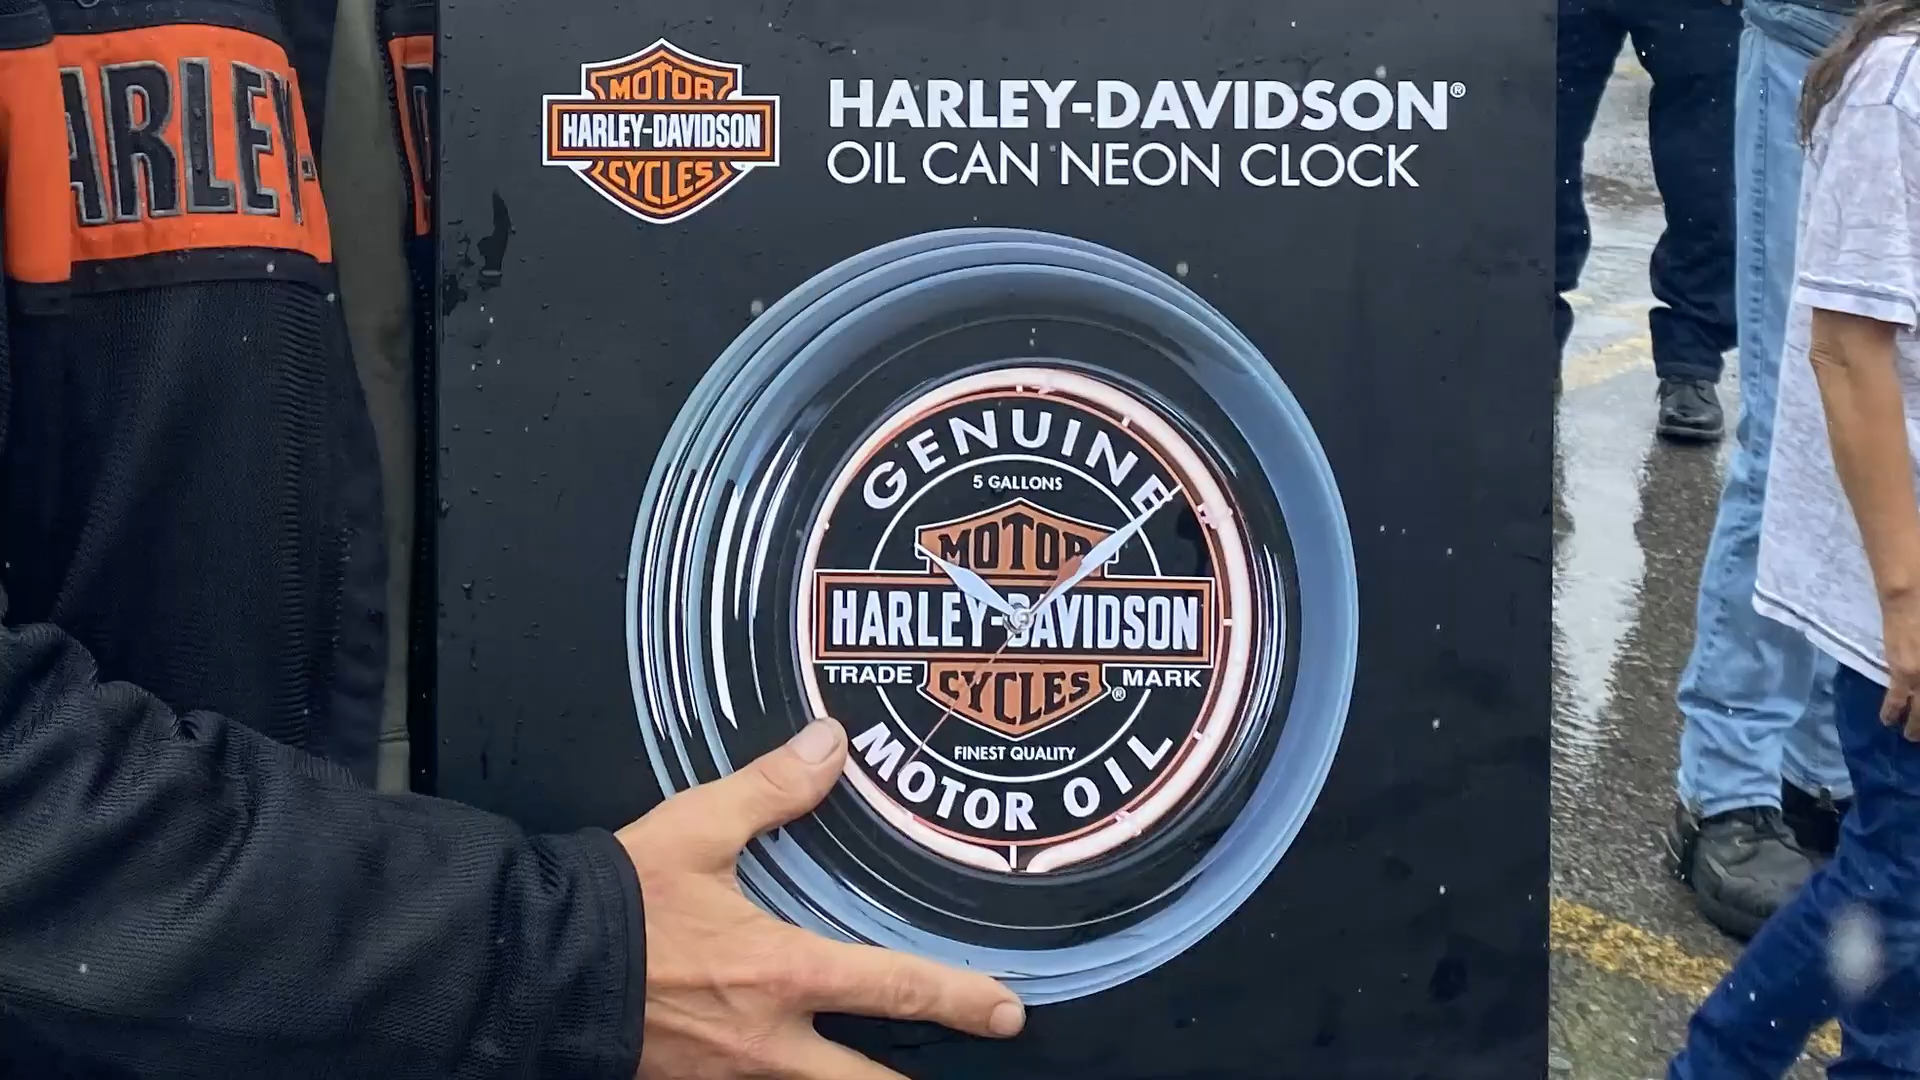 ARLEY-
MOTOR
HARLEY-DAVIDSON
CYCLES
HARLEY-DAVIDSON®
OIL CAN NEON CLOCK
GENUINE
5 GALLONS
MOTOR
HARLEY-DAVIDSON
TRADE MARK
CYCLES®
FINEST QUALITY
MOTOR OIL